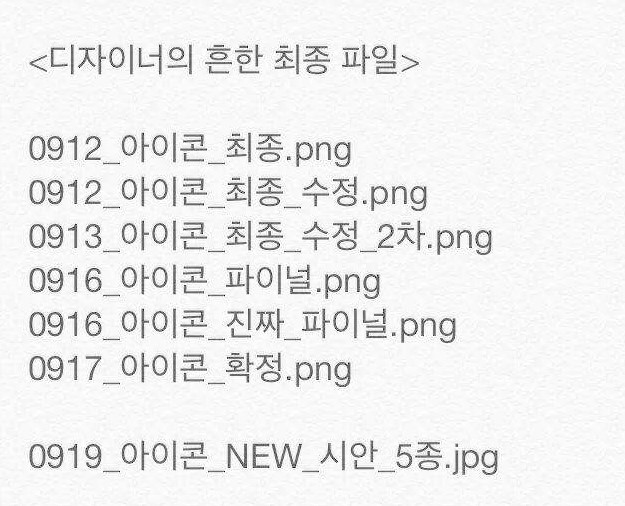 <디자이너의 흔한 최종 파일>
0912_아이콘_최종.png
0912_아이콘_최종_수정.png
0913_아이콘_최종_수정_2차.png
0916_아이콘_파이널.png
0916_아이콘_진짜_파이널.png
0917_아이콘_확정.png
0919_아이콘_NEW_시안_5종.jpg